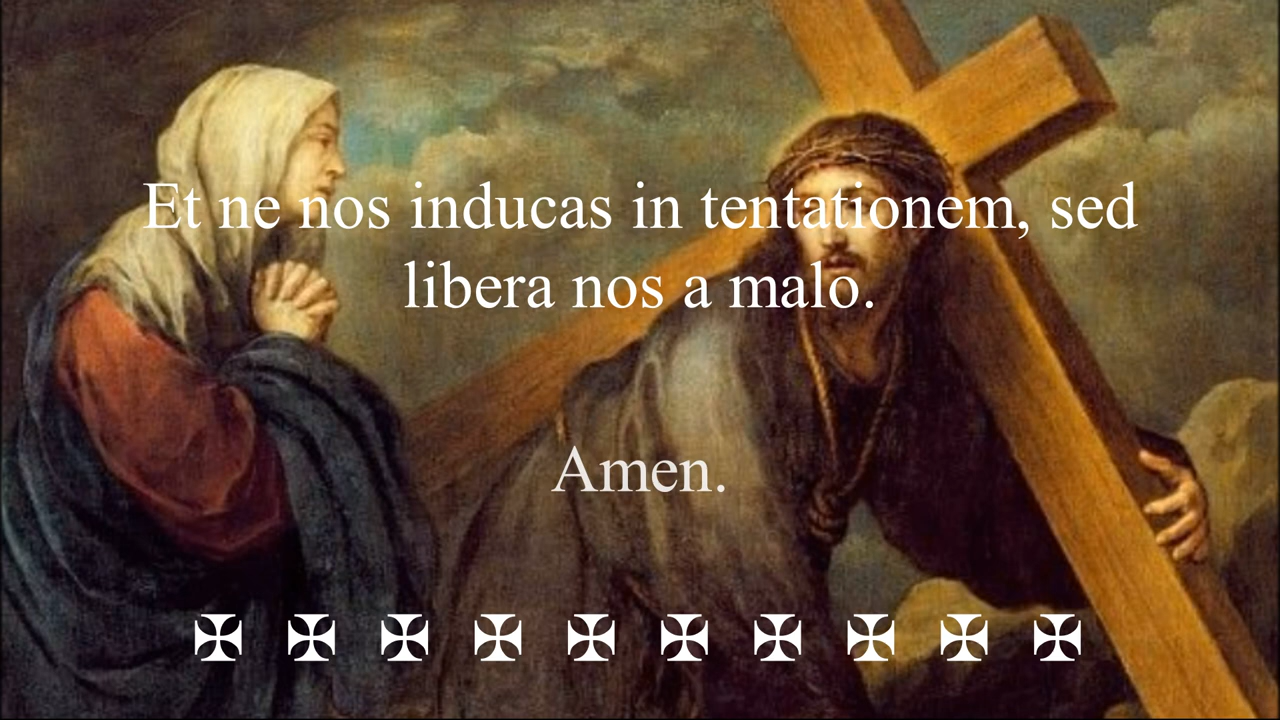 Et ne nos inducas in tentationem, sed
libera nos a malo.
Amen.
✠ ✠ ✠ ✠ ✠ ✠ ✠ ✠ ✠ ✠